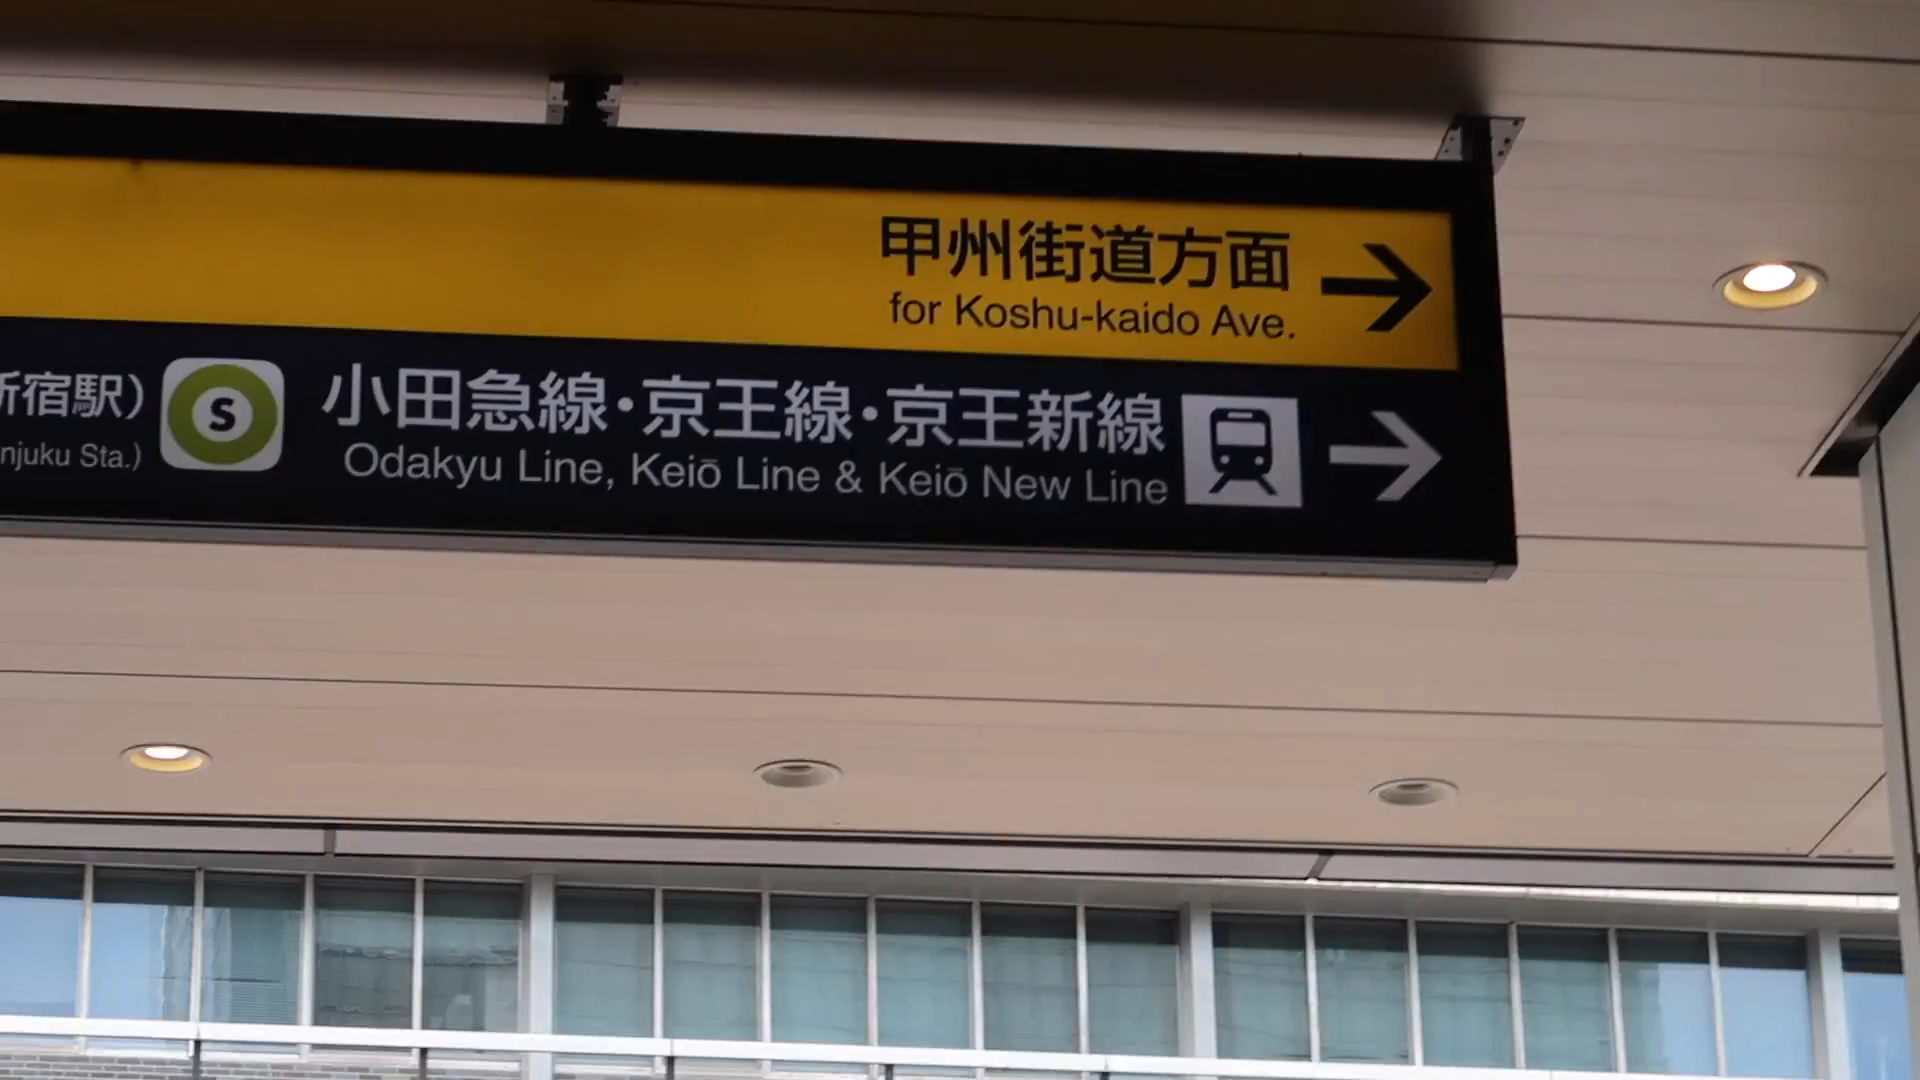 甲州街道方面
for Koshu-kaido Ave.
新宿駅) S 小田急線・京王線・京王新線
njuku Sta.) Odakyu Line, Keiō Line & Keiō New Line